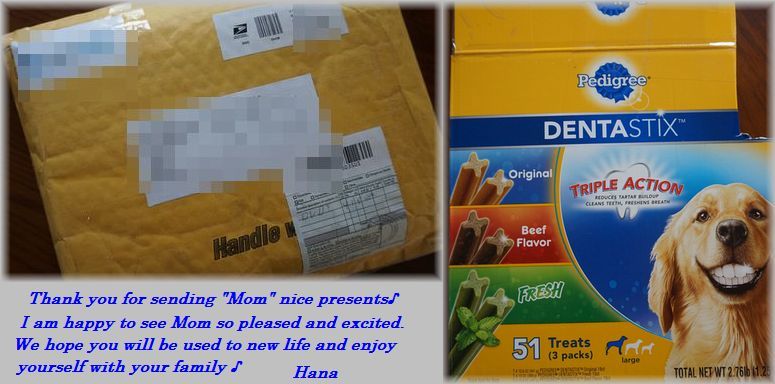 Handle
Pedigree
DENTASTIX™
Original
TRIPLE ACTION
REDUCES TARTAR BUILDUP
CLEANS TEETH, FRESHENS BREATH
Beef
Flavor
FRESH
51 Treats
(3 packs)
large
TOTAL NET WT 2.76lb
Thank you for sending "Mom" nice presents♪
I am happy to see Mom so pleased and excited.
We hope you will be used to new life and enjoy
yourself with your family ♪
Hana